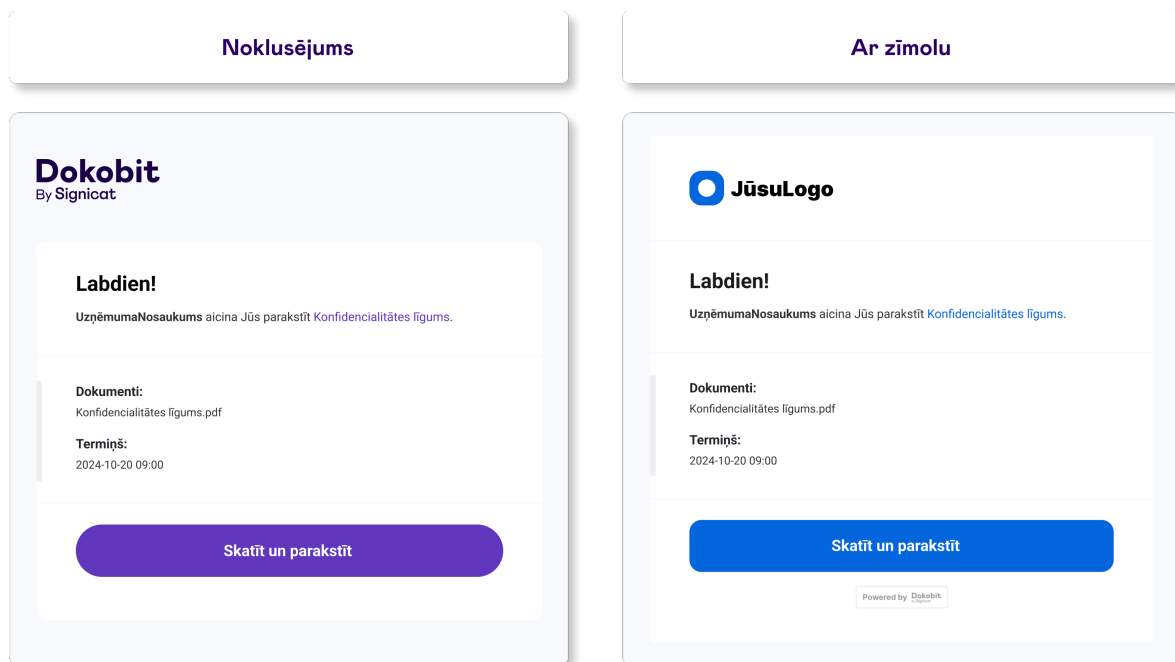 Noklusējums
Dokobit
By Signicat
Labdien!
UzņēmumaNosaukums aicina Jūs parakstīt Konfidencialitātes līgums.
Dokumenti:
Konfidencialitātes līgums.pdf
Termiņš:
2024-10-20 09:00
Skatīt un parakstīt
Ar zīmolu
JūsuLogo
Labdien!
UzņēmumaNosaukums aicina Jūs parakstīt Konfidencialitātes līgums.
Dokumenti:
Konfidencialitātes līgums.pdf
Termiņš:
2024-10-20 09:00
Skatīt un parakstīt
Powered by Dokobit
By Signicat